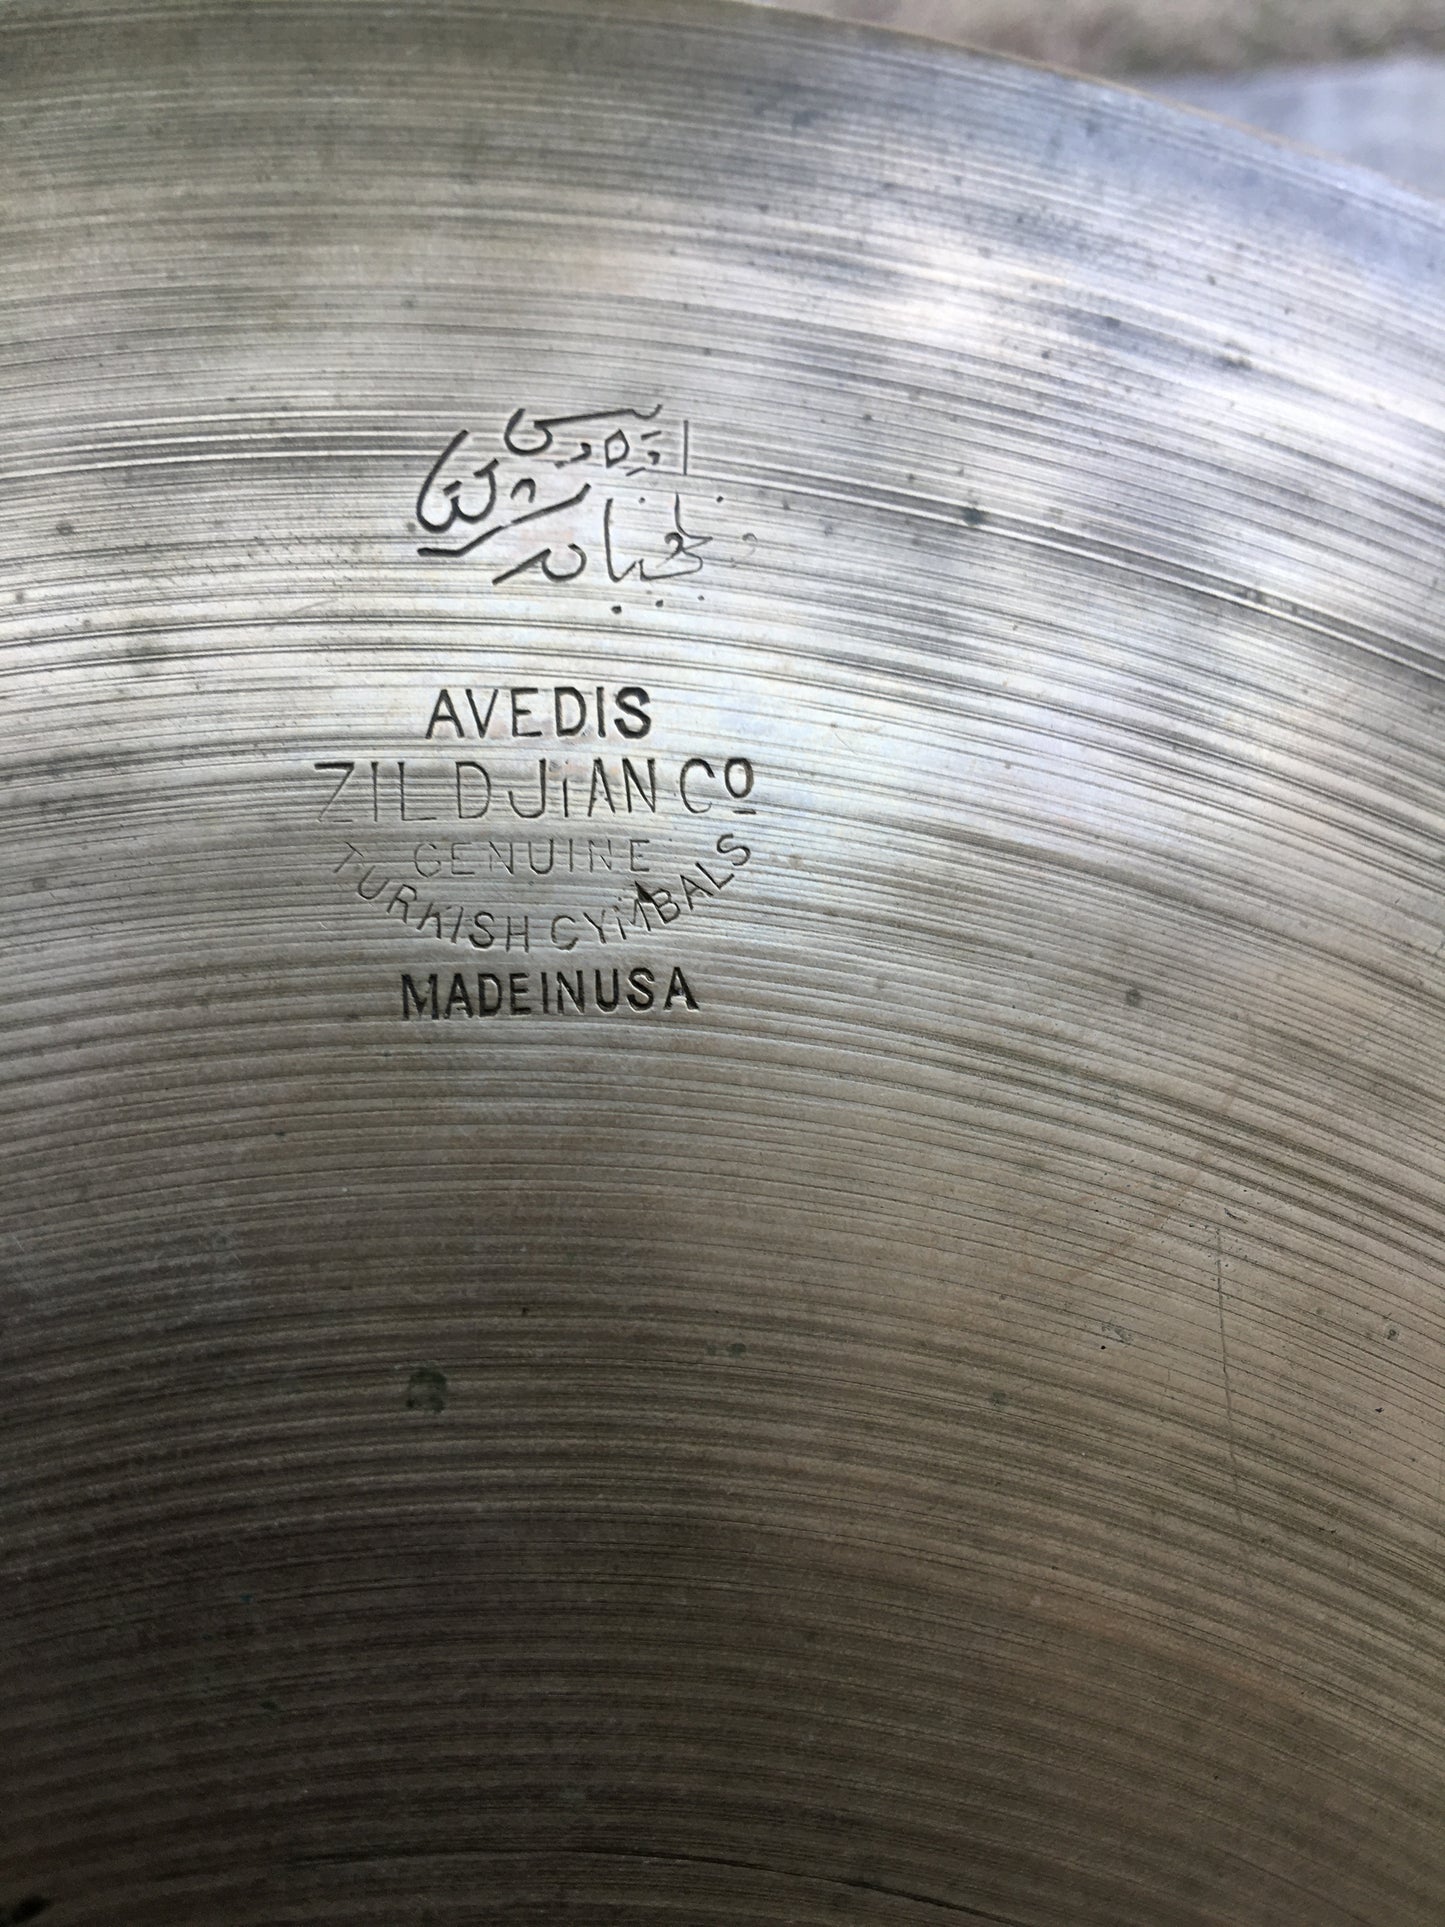 AVEDIS
ZILDJIAN CO
GENUINE
TURKISH CYMBALS
MADE IN USA